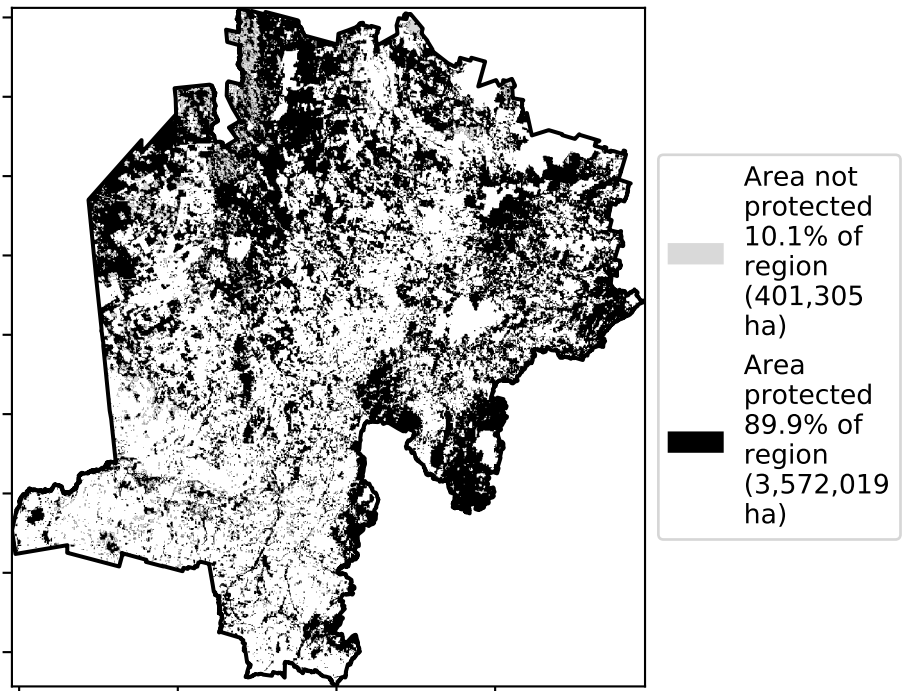 Area not
protected
10.1% of
region
(401,305
ha)
Area
protected
89.9% of
region
(3,572,019
ha)